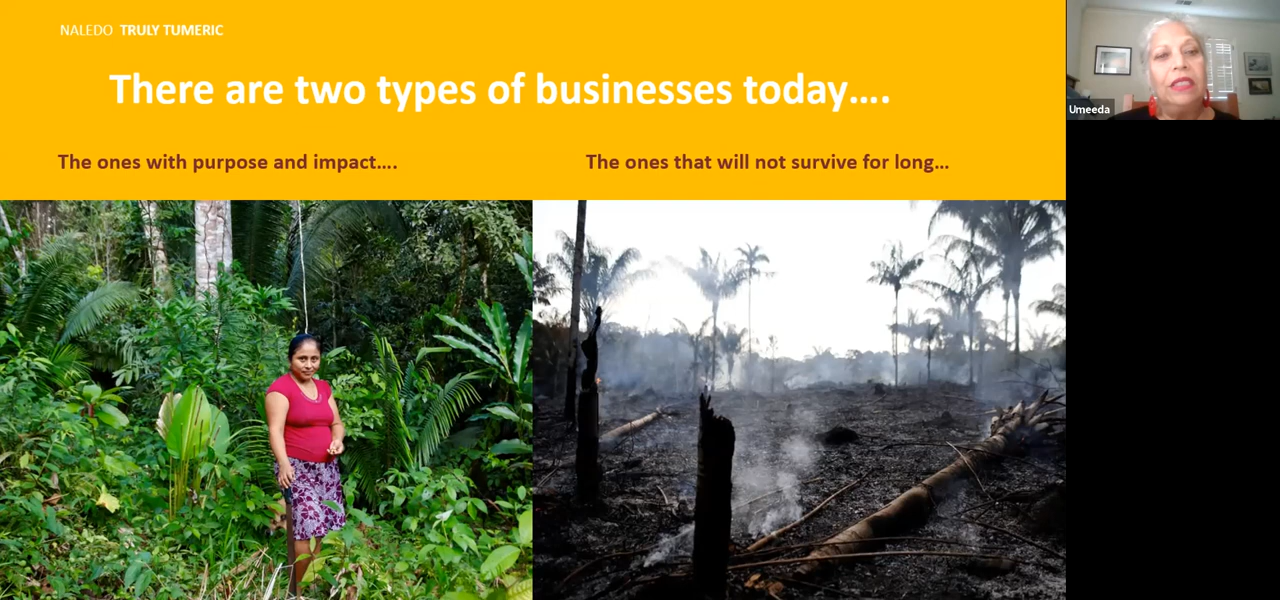 NALEDO TRULY TUMERIC
There are two types of businesses today....
The ones with purpose and impact....
The ones that will not survive for long...
Umeeda